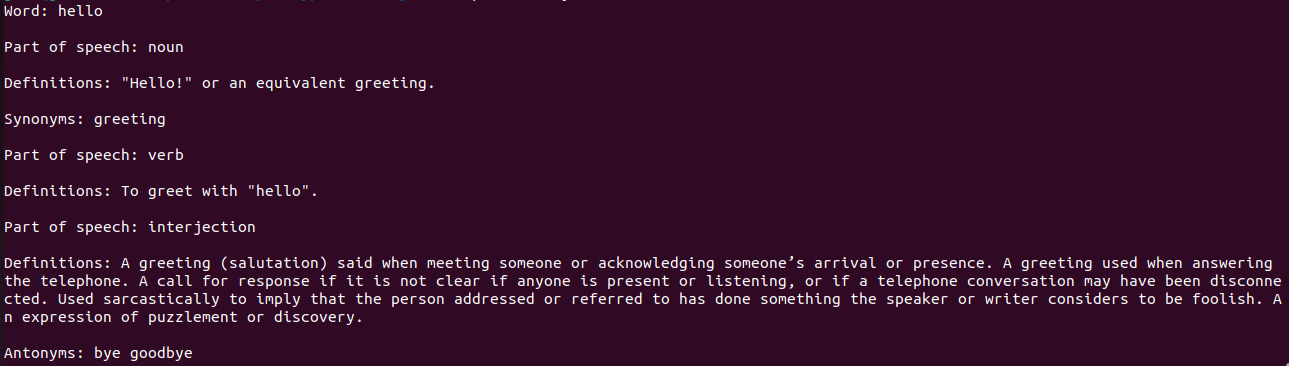 Word: hello
Part of speech: noun
Definitions: "Hello!" or an equivalent greeting.
Synonyms: greeting
Part of speech: verb
Definitions: To greet with "hello".
Part of speech: interjection
Definitions: A greeting (salutation) said when meeting someone or acknowledging someone’s arrival or presence. A greeting used when answering
the telephone. A call for response if it is not clear if anyone is present or listening, or if a telephone conversation may have been disconne
cted. Used sarcastically to imply that the person addressed or referred to has done something the speaker or writer considers to be foolish. A
n expression of puzzlement or discovery.
Antonyms: bye goodbye